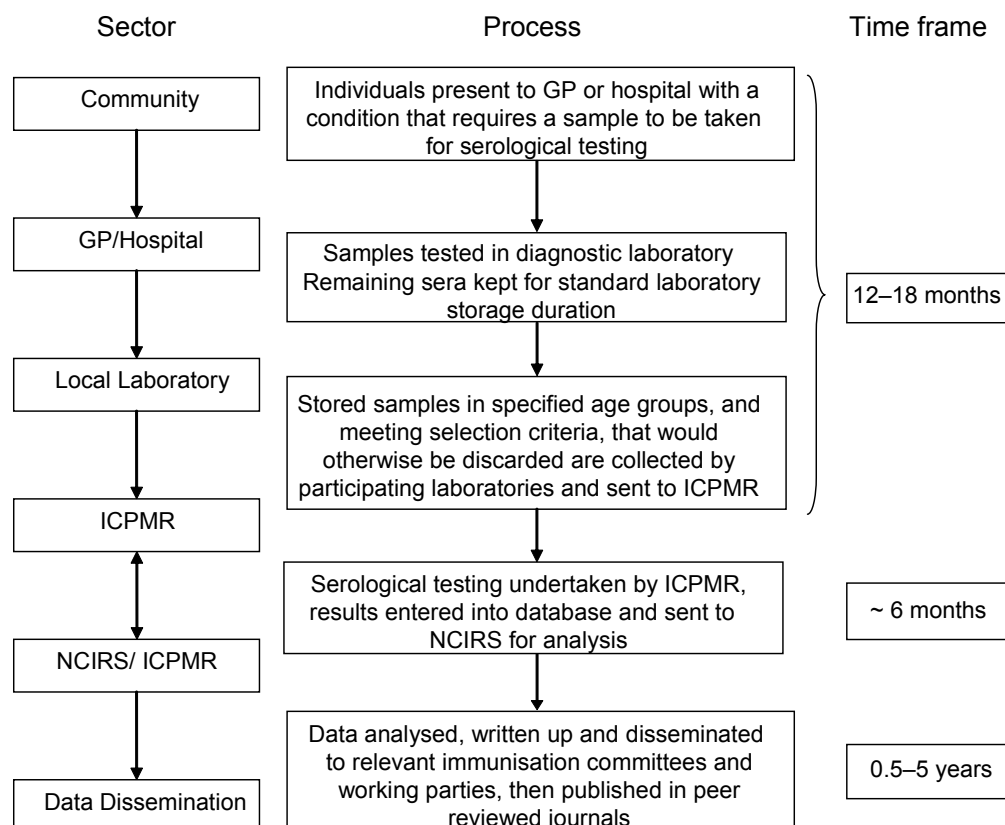 Sector
Process
Time frame
Community
Individuals present to GP or hospital with a
condition that requires a sample to be taken
for serological testing
GP/Hospital
Samples tested in diagnostic laboratory
Remaining sera kept for standard laboratory
storage duration
12–18 months
Local Laboratory
Stored samples in specified age groups, and
meeting selection criteria, that would
otherwise be discarded are collected by
participating laboratories and sent to ICPMR
ICPMR
Serological testing undertaken by ICPMR,
results entered into database and sent to
NCIRS for analysis
~ 6 months
NCIRS/ ICPMR
Data analysed, written up and disseminated
to relevant immunisation committees and
working parties, then published in peer
reviewed journals
0.5–5 years
Data Dissemination